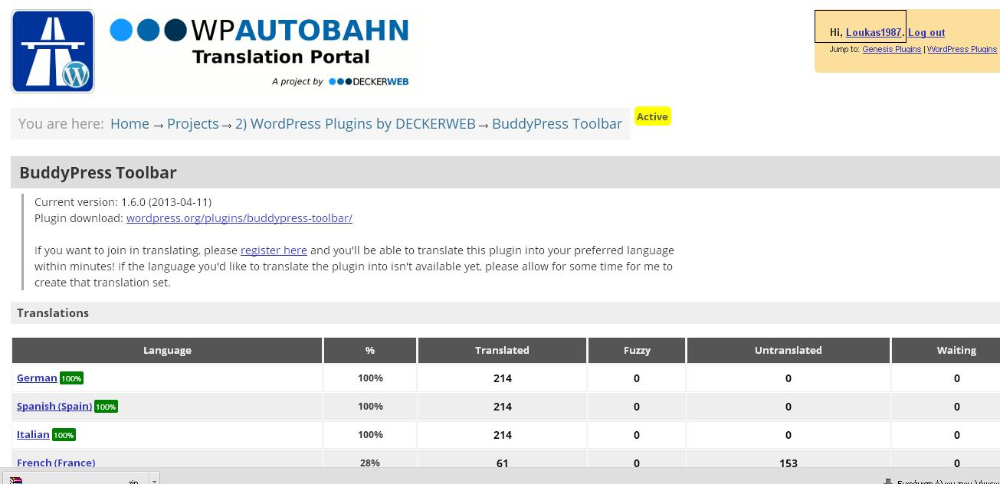 WPAUTOBAHN
Translation Portal
A project by DECKERWEB
Hi, Loukas1987. Log out
Jump to: Genesis Plugins | WordPress Plugins
You are here: Home → Projects → 2) WordPress Plugins by DECKERWEB → BuddyPress Toolbar
Active
BuddyPress Toolbar
Current version: 1.6.0 (2013-04-11)
Plugin download: wordpress.org/plugins/buddypress-toolbar/
If you want to join in translating, please register here and you'll be able to translate this plugin into your preferred language
within minutes! If the language you'd like to translate the plugin into isn't available yet, please allow for some time for me to
create that translation set.
Translations
Language % Translated Fuzzy Untranslated Waiting
German 100% 100% 214 0 0 0
Spanish (Spain) 100% 100% 214 0 0 0
Italian 100% 100% 214 0 0 0
French (France) 28% 61 0 153 0
zip